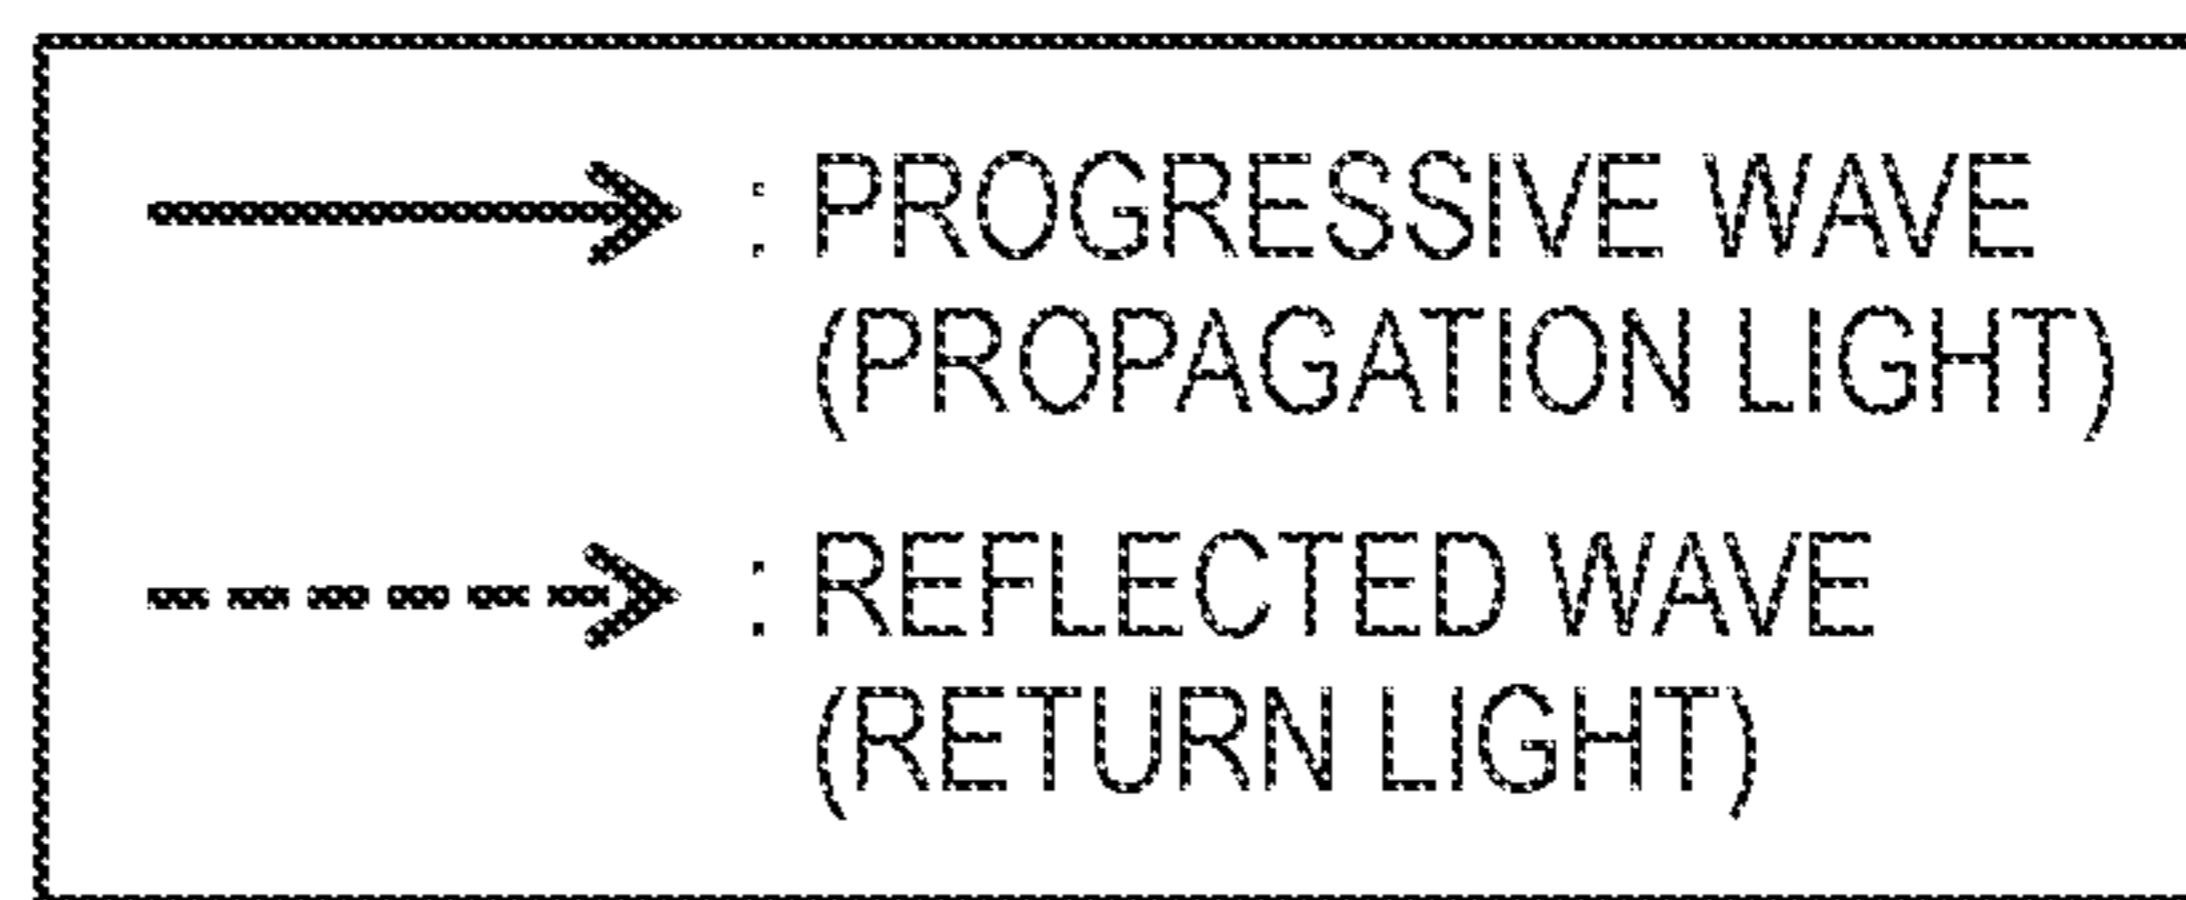 : PROGRESSIVE WAVE
(PROPAGATION LIGHT)
: REFLECTED WAVE
(RETURN LIGHT)